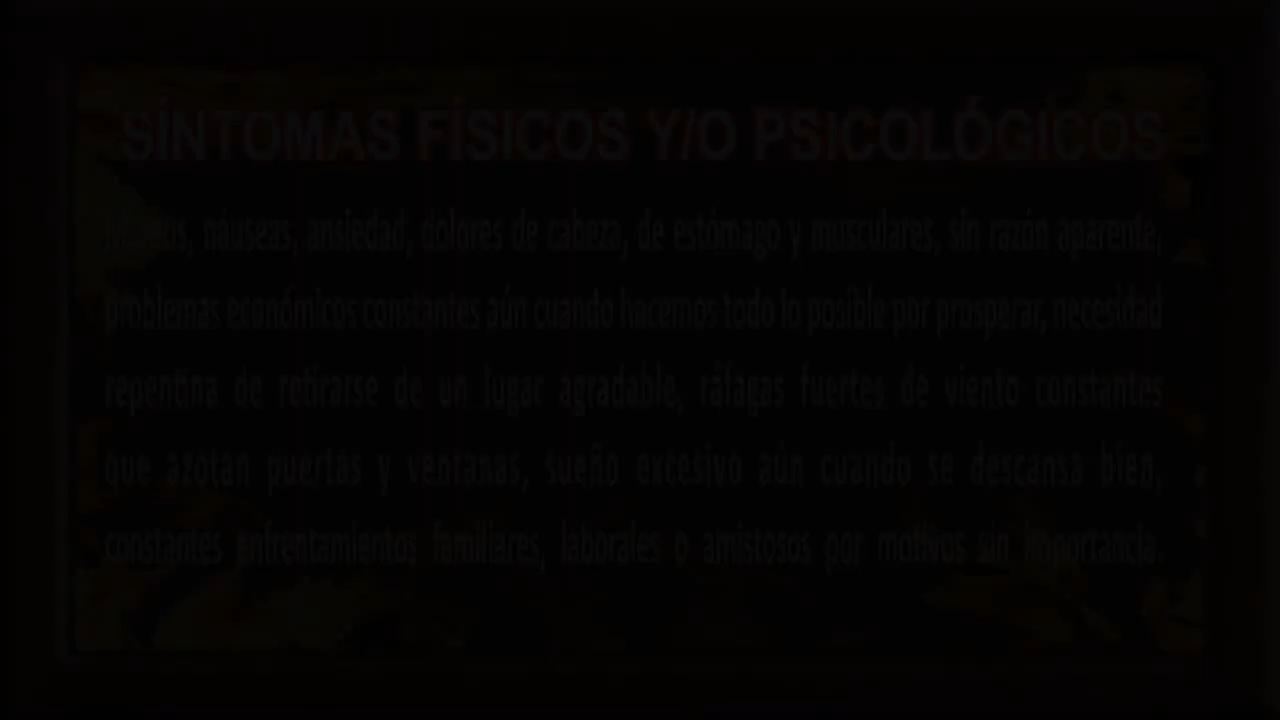 SÍNTOMAS FÍSICOS Y/O PSICOLÓGICOS
náuseas, ansiedad, dolores de cabeza, de estómago y musculares, sin razón aparente,
problemas económicos constantes aún cuando hacemos todo lo posible por prosperar, necesidad
repentina de retirarse de un lugar agradable, ráfagas fuertes de viento constantes
que azotan puertas y ventanas, sueño excesivo aún cuando se descansa bien,
constantes enfrentamientos familiares, laborales o amistosos por motivos sin importancia.